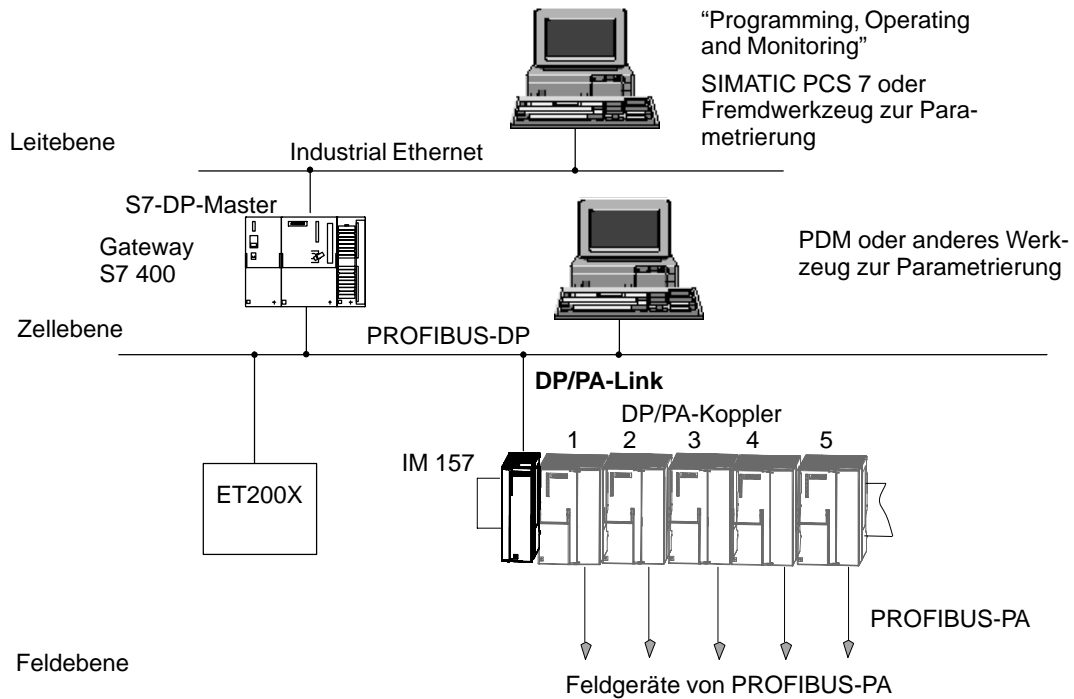 “Programming, Operating
and Monitoring”
SIMATIC PCS 7 oder
Fremdwerkzeug zur Para-
metrierung
Leitebene
Industrial Ethernet
S7-DP-Master
Gateway
S7 400
PDM oder anderes Werk-
zeug zur Parametrierung
Zellebene
PROFIBUS-DP
DP/PA-Link
DP/PA-Koppler
1 2 3 4 5
IM 157
ET200X
PROFIBUS-PA
Feldebene
Feldgeräte von PROFIBUS-PA